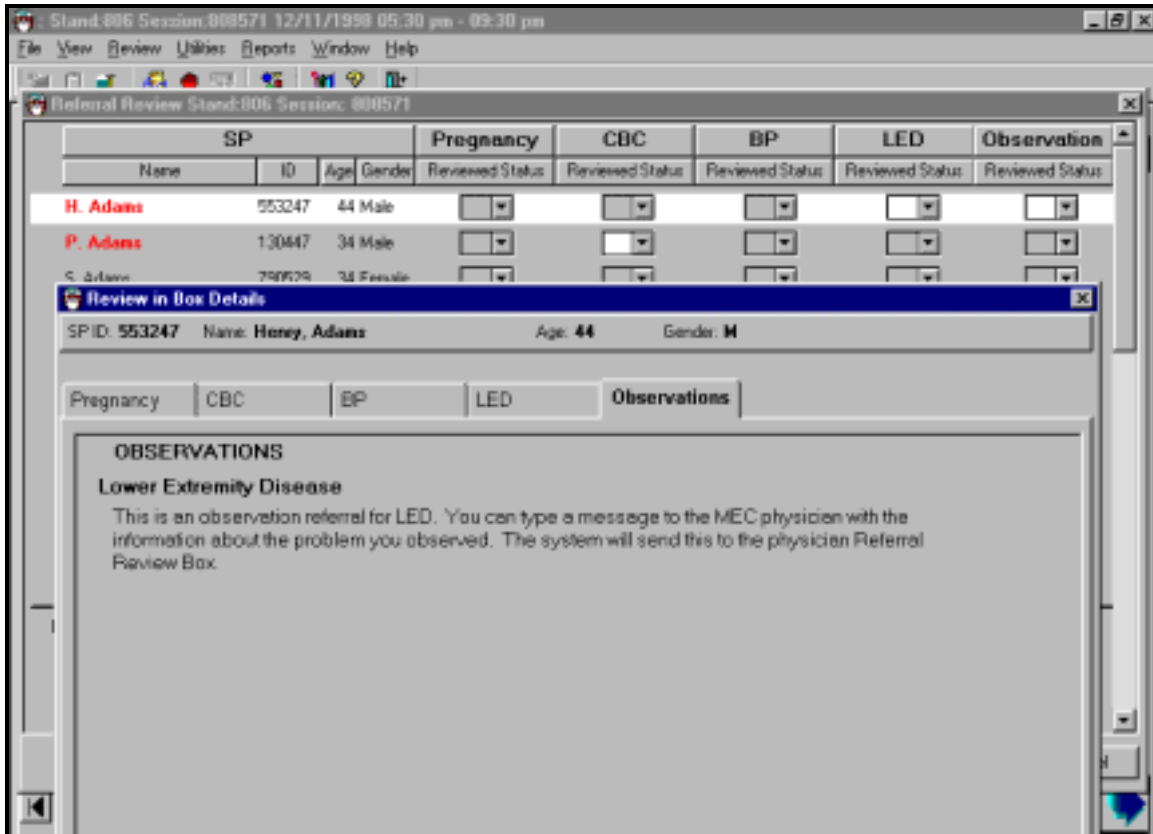 : Stand:806 Session:808571 12/11/1998 05:30 pm - 09:30 pm
File View Review Utilities Reports Window Help
Referral Review Stand:806 Session: 808571
SP Pregnancy CBC BP LED Observation
Name ID Age Gender Reviewed Status Reviewed Status Reviewed Status Reviewed Status Reviewed Status
H. Adams 553247 44 Male
P. Adams 130447 34 Male
S. Adams 790529 34 Female
Review in Box Details
SP ID: 553247 Name: Henry, Adams Age: 44 Gender: M
Pregnancy CBC BP LED Observations
OBSERVATIONS
Lower Extremity Disease
This is an observation referral for LED. You can type a message to the MEC physician with the
information about the problem you observed. The system will send this to the physician Referral
Review Box.